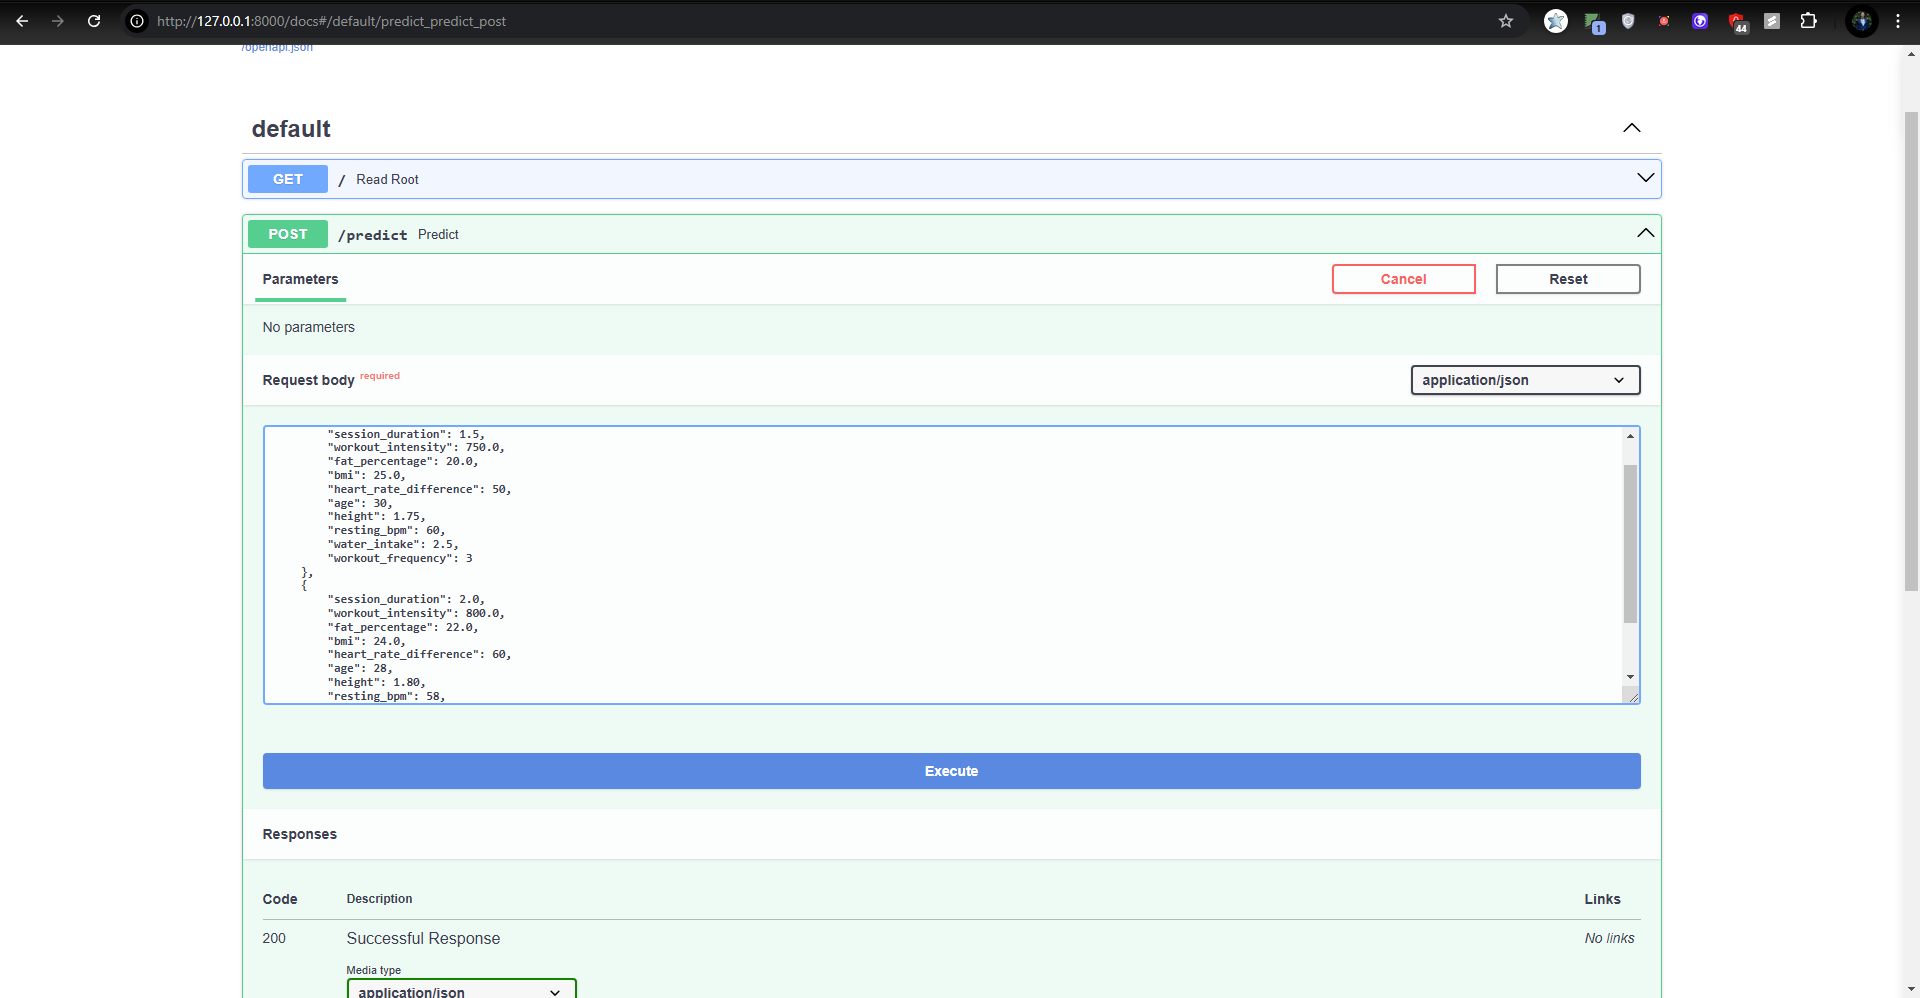 http://127.0.0.1:8000/docs#/default/predict_predict_post
1
44
/openapi.json
default
GET / Read Root
POST /predict Predict
Parameters
Cancel
Reset
No parameters
Request body required
application/json
"session_duration": 1.5,
"workout_intensity": 750.0,
"fat_percentage": 20.0,
"bmi": 25.0,
"heart_rate_difference": 50,
"age": 30,
"height": 1.75,
"resting_bpm": 60,
"water_intake": 2.5,
"workout_frequency": 3
},
{
"session_duration": 2.0,
"workout_intensity": 800.0,
"fat_percentage": 22.0,
"bmi": 24.0,
"heart_rate_difference": 60,
"age": 28,
"height": 1.80,
"resting_bpm": 58,
Execute
Responses
Code Description Links
200 Successful Response No links
Media type
application/json